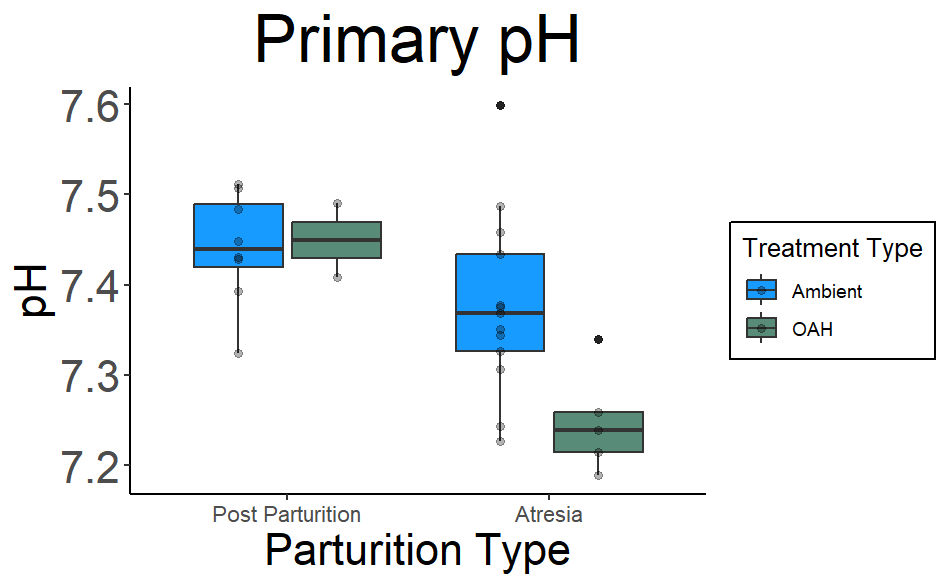 Primary pH
pH
7.6
7.5
7.4
7.3
7.2
Post Parturition
Atresia
Parturition Type
Treatment Type
Ambient
OAH